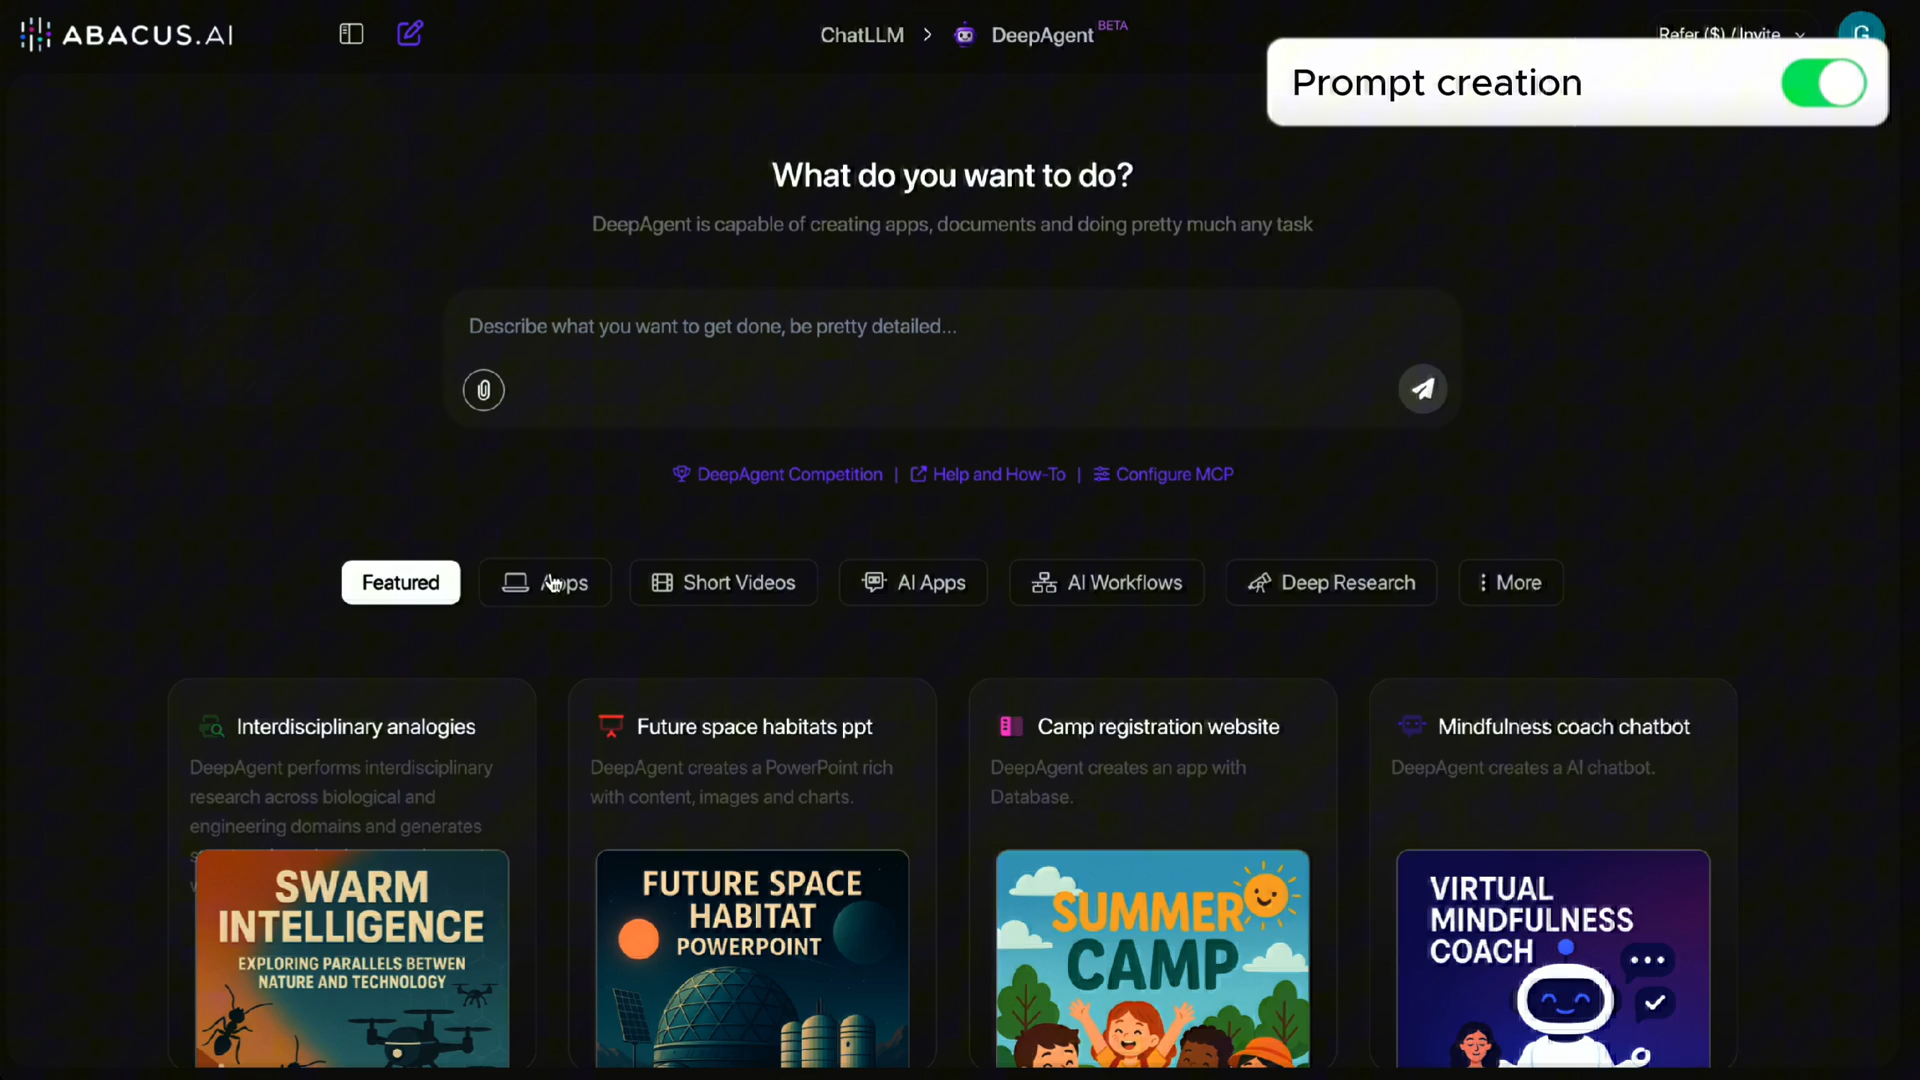 ABACUS.AI
ChatLLM > DeepAgent BETA
Refer ($) / Invite
G
Prompt creation
What do you want to do?
DeepAgent is capable of creating apps, documents and doing pretty much any task
Describe what you want to get done, be pretty detailed...
DeepAgent Competition | Help and How-To | Configure MCP
Featured
Apps
Short Videos
AI Apps
AI Workflows
Deep Research
More
Interdisciplinary analogies
DeepAgent performs interdisciplinary
research across biological and
engineering domains and generates
SWARM
INTELLIGENCE
EXPLORING PARALLELS BETWEN
NATURE AND TECHNOLOGY
Future space habitats ppt
DeepAgent creates a PowerPoint rich
with content, images and charts.
FUTURE SPACE
HABITAT
POWERPOINT
Camp registration website
DeepAgent creates an app with
Database.
SUMMER
CAMP
Mindfulness coach chatbot
DeepAgent creates a AI chatbot.
VIRTUAL
MINDFULNESS
COACH